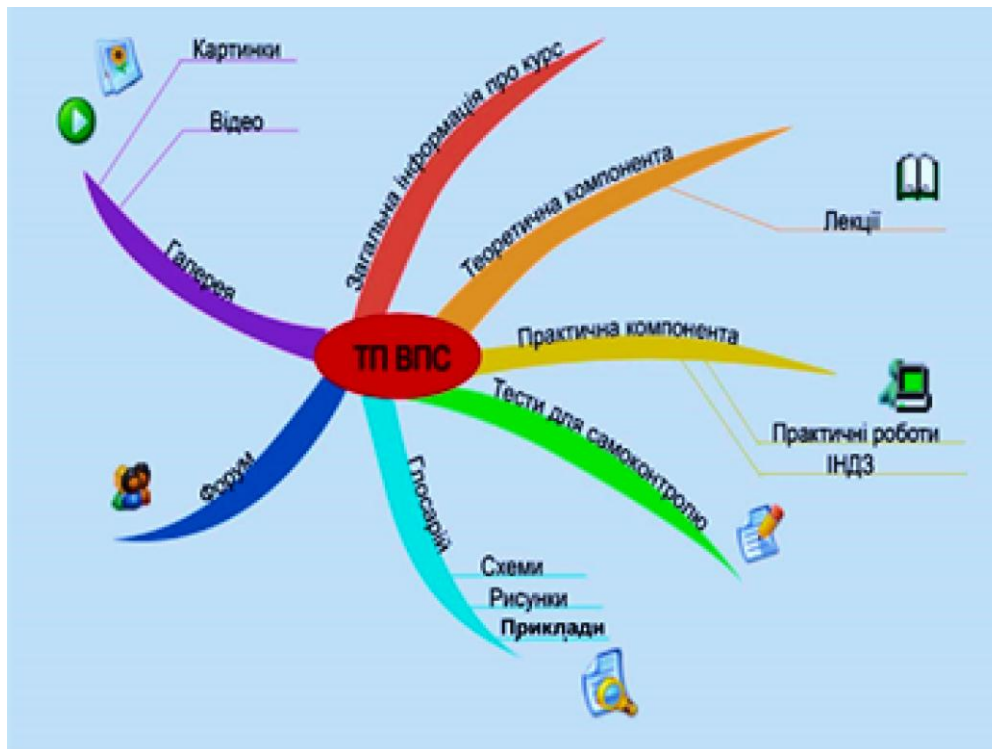 Картинки
Відео
Галерея
Загальна інформація про курс
Теоретична компонента
Лекції
ТП ВПС
Практична компонента
Практичні роботи
ІНДЗ
Тести для самоконтролю
Глосарій
Схеми
Рисунки
Приклади
Форум